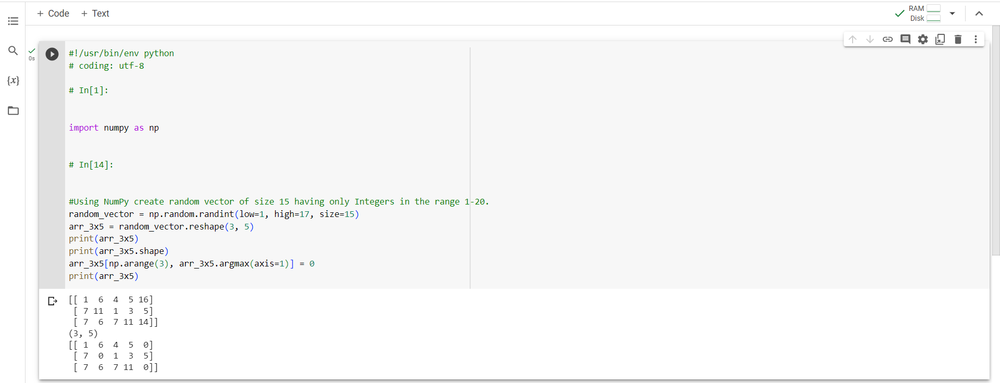 + Code + Text
RAM
Disk
{x}
0s
#!/usr/bin/env python
# coding: utf-8
# In[1]:
import numpy as np
# In[14]:
#Using NumPy create random vector of size 15 having only Integers in the range 1-20.
random_vector = np.random.randint(low=1, high=17, size=15)
arr_3x5 = random_vector.reshape(3, 5)
print(arr_3x5)
print(arr_3x5.shape)
arr_3x5[np.arange(3), arr_3x5.argmax(axis=1)] = 0
print(arr_3x5)
[[ 1  6  4  5 16]
 [ 7 11  1  3  5]
 [ 7  6  7 11 14]]
(3, 5)
[[ 1  6  4  5  0]
 [ 7  0  1  3  5]
 [ 7  6  7 11  0]]